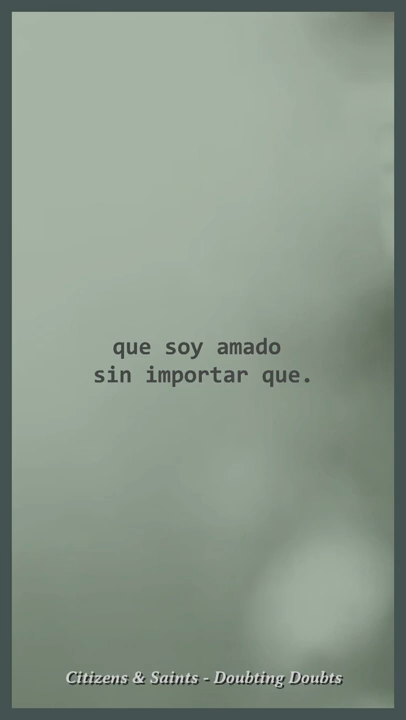 que soy amado
sin importar que.
Citizens & Saints - Doubting Doubts